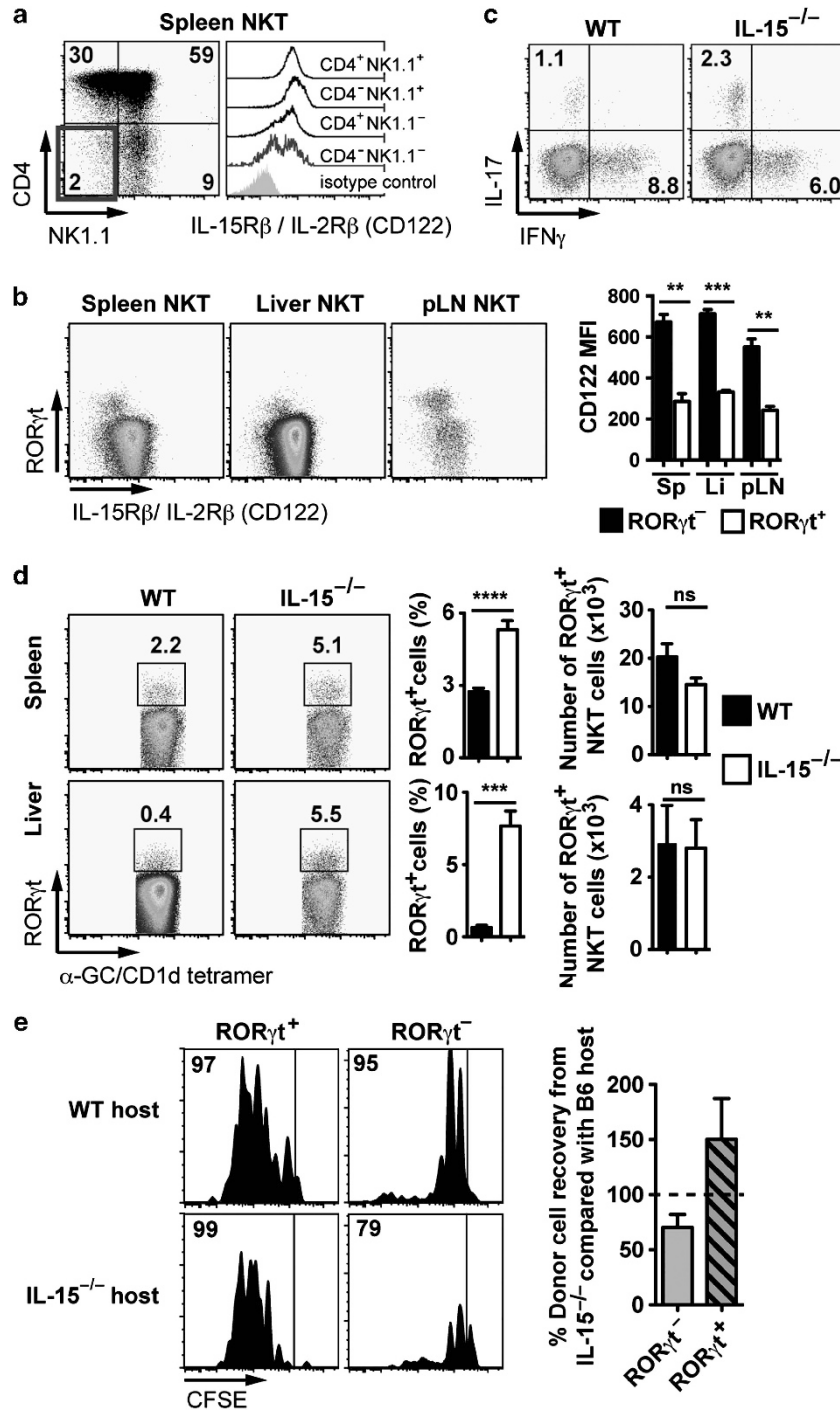 a
Spleen NKT
30
59
2
9
CD4
NK1.1
CD4⁺NK1.1⁺
CD4⁻NK1.1⁺
CD4⁺NK1.1⁻
CD4⁻NK1.1⁻
isotype control
IL-15Rβ / IL-2Rβ (CD122)
c
WT
IL-15⁻/⁻
1.1
2.3
8.8
6.0
IL-17
IFNγ
b
Spleen NKT
Liver NKT
pLN NKT
RORγt
IL-15Rβ/ IL-2Rβ (CD122)
CD122 MFI
800
600
400
200
0
**
***
**
Sp
Li
pLN
RORγt⁻
RORγt⁺
d
WT
IL-15⁻/⁻
Spleen
2.2
5.1
Liver
0.4
5.5
RORγt
α-GC/CD1d tetramer
RORγt⁺cells (%)
6
3
0
****
Number of RORγt⁺
NKT cells (x10³)
30
20
10
0
ns
RORγt⁺cells (%)
10
5
0
***
Number of RORγt⁺
NKT cells (x10³)
4
2
0
ns
WT
IL-15⁻/⁻
e
RORγt⁺
RORγt⁻
WT host
97
95
IL-15⁻/⁻ host
99
79
CFSE
% Donor cell recovery from
IL-15⁻/⁻ compared with B6 host
200
150
100
50
0
RORγt⁻
RORγt⁺